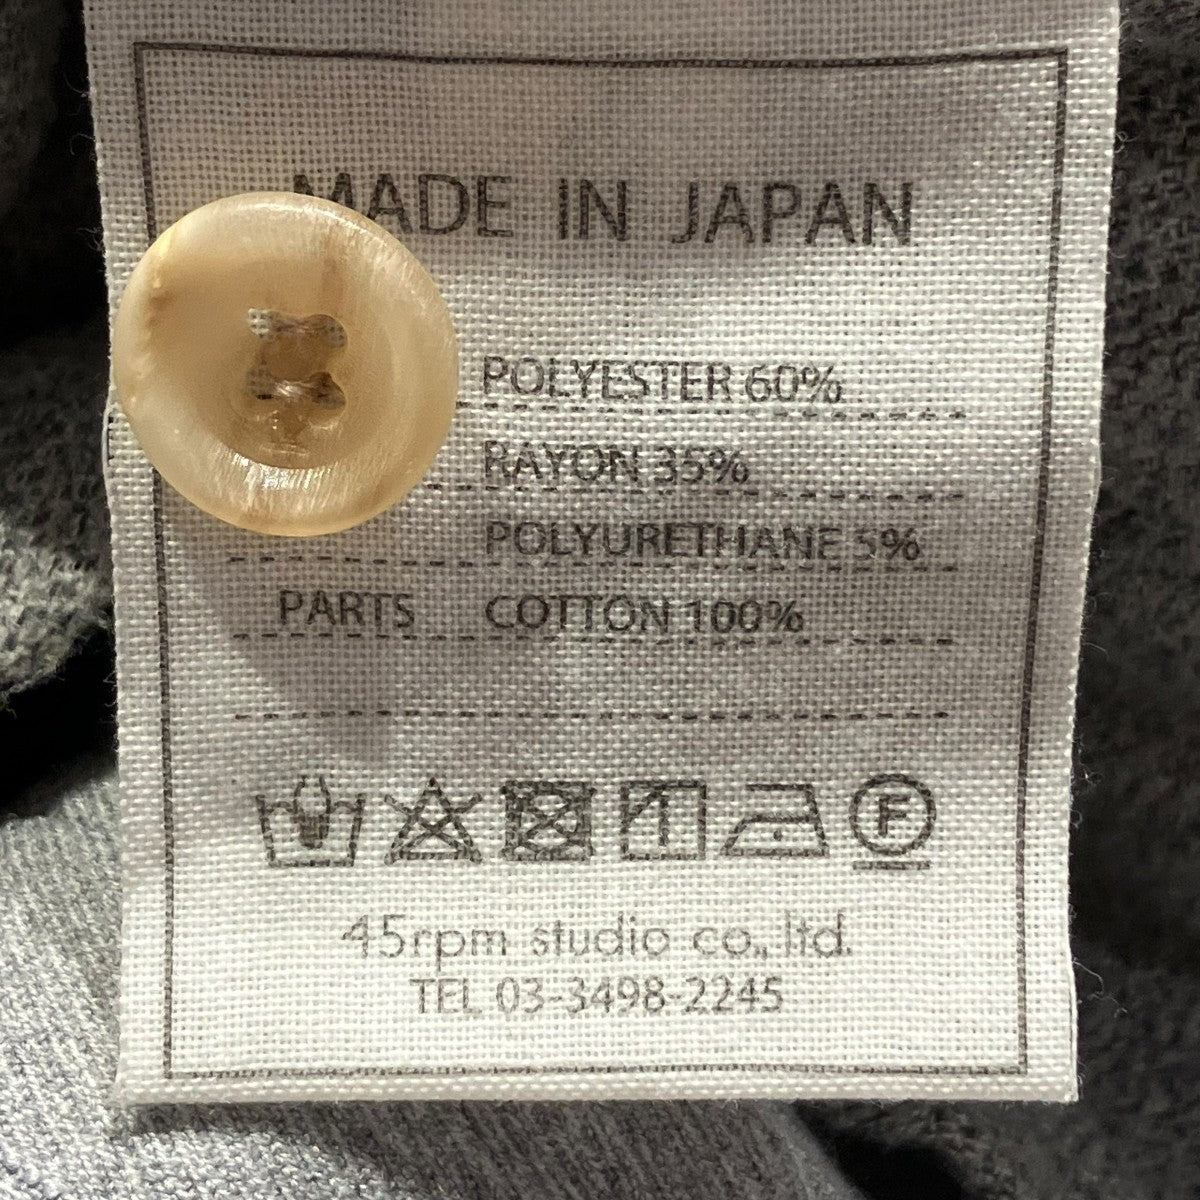 MADE IN JAPAN
POLYESTER 60%
RAYON 35%
POLYURETHANE 5%
PARTS COTTON 100%
F
45rpm studio co., ltd.
TEL 03-3498-2245